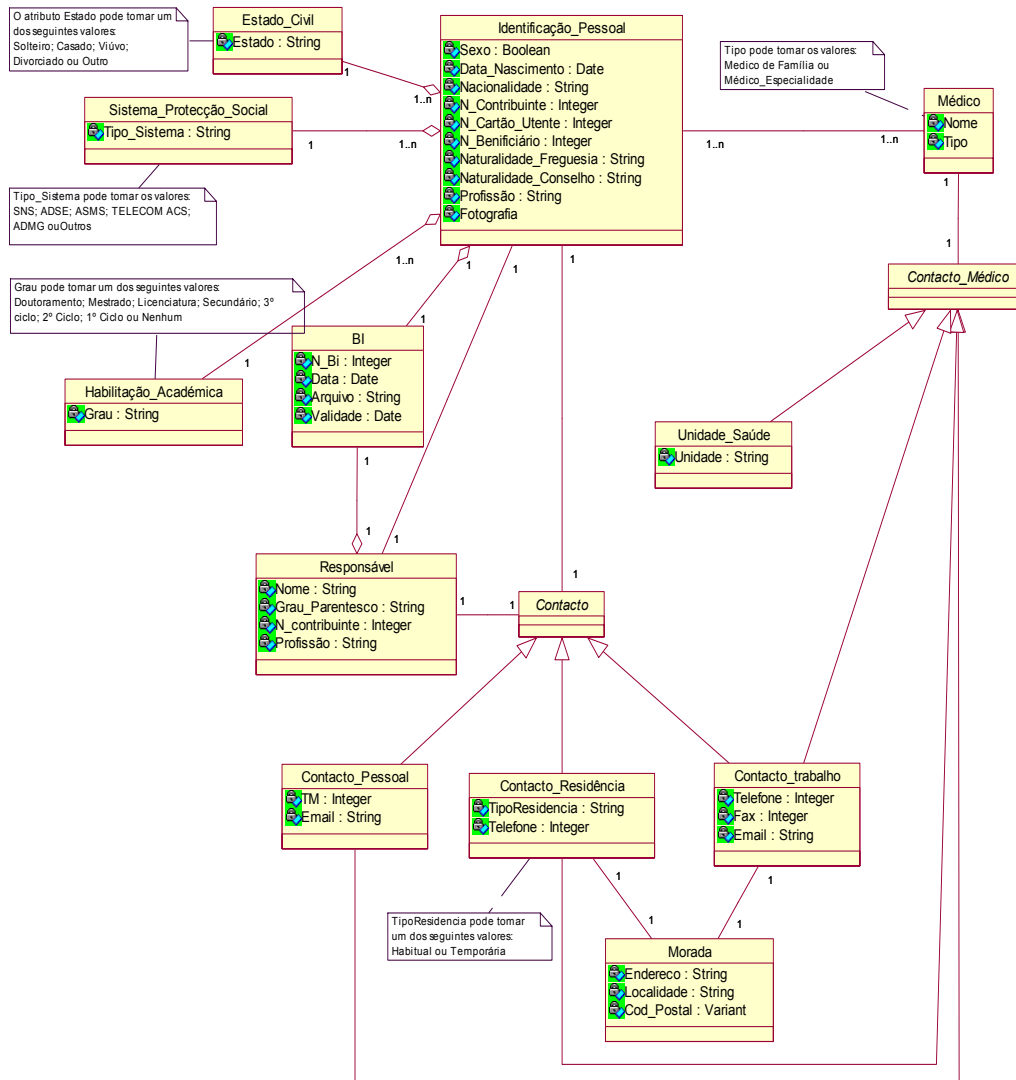 O atributo Estado pode tomar um
dos seguintes valores:
Solteiro; Casado; Viúvo;
Divorciado ou Outro
Estado_Civil
Estado : String
1
1..n
Identificação_Pessoal
Sexo : Boolean
Data_Nascimento : Date
Nacionalidade : String
N_Contribuinte : Integer
N_Cartão_Utente : Integer
N_Benificiário : Integer
Naturalidade_Freguesia : String
Naturalidade_Conselho : String
Profissão : String
Fotografia
Tipo pode tomar os valores:
Medico de Família ou
Médico_Especialidade
Médico
Nome
Tipo
1..n
1..n
1
1
Sistema_Protecção_Social
Tipo_Sistema : String
1
1..n
Tipo_Sistema pode tomar os valores:
SNS; ADSE; ASMS; TELECOM ACS;
ADMG ouOutros
Contacto_Médico
Grau pode tomar um dos seguintes valores:
Doutoramento; Mestrado; Licenciatura; Secundário; 3º
ciclo; 2º Ciclo; 1º Ciclo ou Nenhum
1..n
1
1
1
1
1
Habilitação_Académica
Grau : String
BI
N_Bi : Integer
Data : Date
Arquivo : String
Validade : Date
Unidade_Saúde
Unidade : String
1
1
1
1
Responsável
Nome : String
Grau_Parentesco : String
N_contribuinte : Integer
Profissão : String
1
1
Contacto
Contacto_Pessoal
TM : Integer
Email : String
Contacto_Residência
TipoResidencia : String
Telefone : Integer
Contacto_trabalho
Telefone : Integer
Fax : Integer
Email : String
1
1
1
1
TipoResidencia pode tomar
um dos seguintes valores:
Habitual ou Temporária
Morada
Endereco : String
Localidade : String
Cod_Postal : Variant